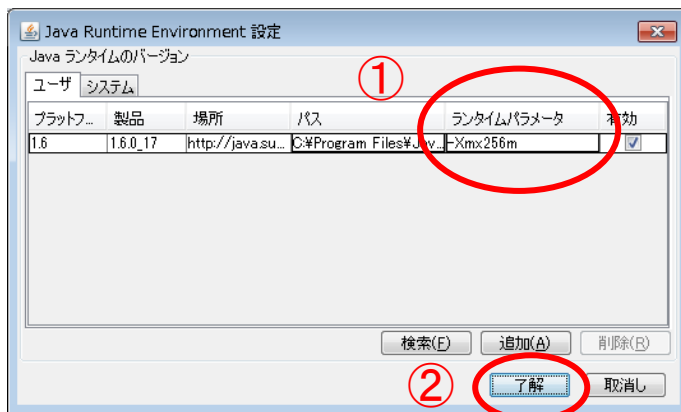 Java Runtime Environment 設定
Java ランタイムのバージョン
①
ユーザ システム
プラットフ... 製品 場所 パス ランタイムパラメータ 有効
1.6 1.6.0_17 http://java.su... C:¥Program Files¥Jav... -Xmx256m
検索(F) 追加(A) 削除(R)
② 了解 取消し